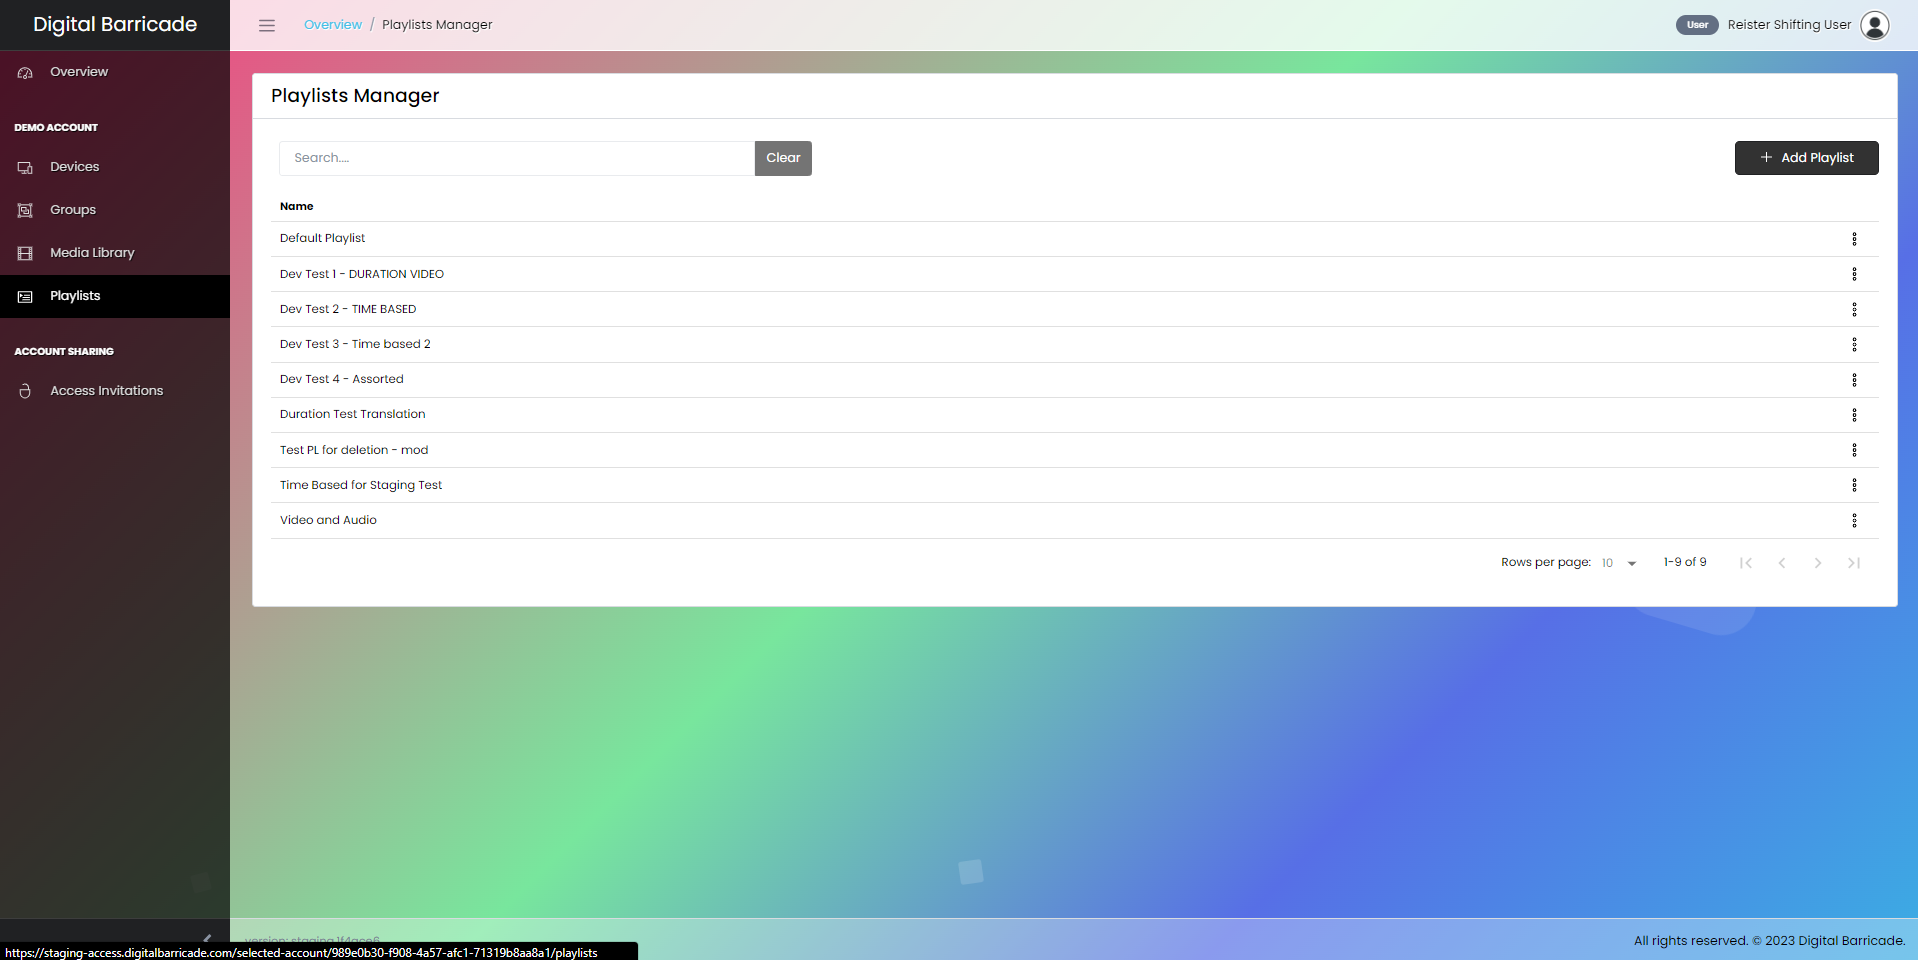 Digital Barricade
Overview / Playlists Manager
User Reister Shifting User
Overview
DEMO ACCOUNT
Devices
Groups
Media Library
Playlists
ACCOUNT SHARING
Access Invitations
Playlists Manager
Search....
Clear
+ Add Playlist
Name
Default Playlist
Dev Test 1 - DURATION VIDEO
Dev Test 2 - TIME BASED
Dev Test 3 - Time based 2
Dev Test 4 - Assorted
Duration Test Translation
Test PL for deletion - mod
Time Based for Staging Test
Video and Audio
Rows per page: 10 1-9 of 9
version: staging
All rights reserved. © 2023 Digital Barricade.
https://staging-access.digitalbarricade.com/selected-account/989e0b30-f908-4a57-afc1-71319b8aa8a1/playlists